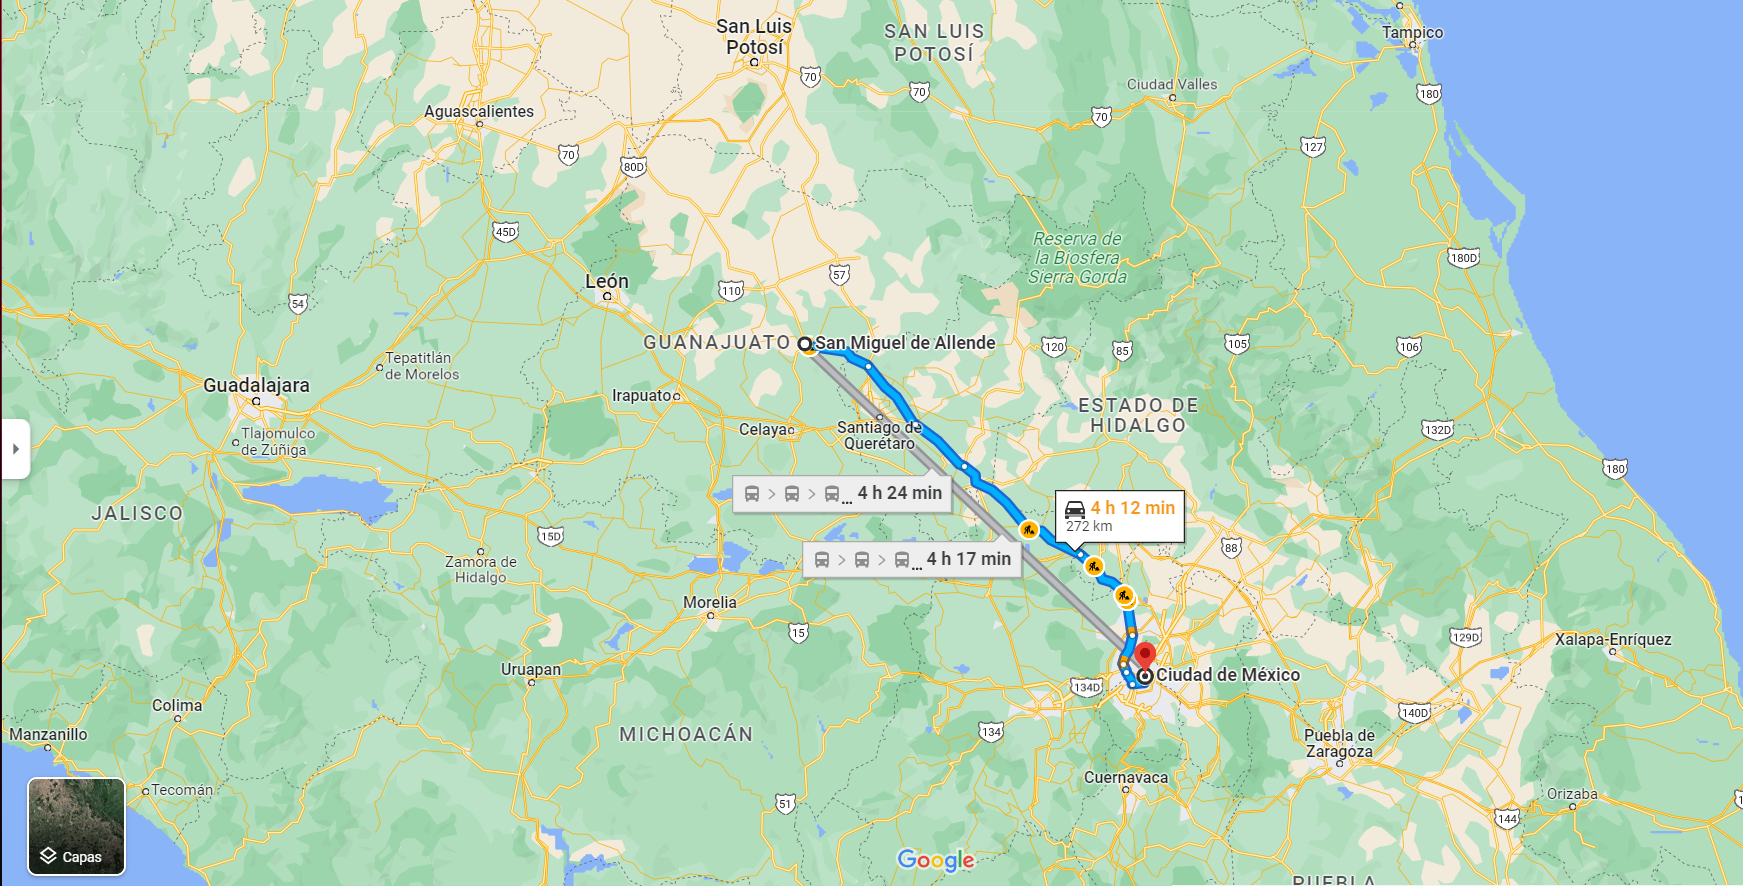 San Luis
Potosí
SAN LUIS
POTOSÍ
Tampico
70
70
Ciudad Valles
180
Aguascalientes
70
127
70
80D
45D
Reserva de
la Biosfera
Sierra Gorda
180D
57
León
110
54
GUANAJUATO
San Miguel de Allende
120
85
105
106
Tepatitlán
de Morelos
Guadalajara
Irapuato
ESTADO DE
HIDALGO
Celaya
Santiago de
Querétaro
132D
Tlajomulco
de Zúñiga
180
4 h 24 min
JALISCO
4 h 12 min
272 km
15D
88
Zamora de
Hidalgo
4 h 17 min
Morelia
15
129D
Xalapa-Enríquez
Uruapan
Ciudad de México
134D
Colima
140D
Manzanillo
MICHOACÁN
134
Puebla de
Zaragoza
Cuernavaca
Tecomán
51
Orizaba
144
Capas
Google
PUEBLA